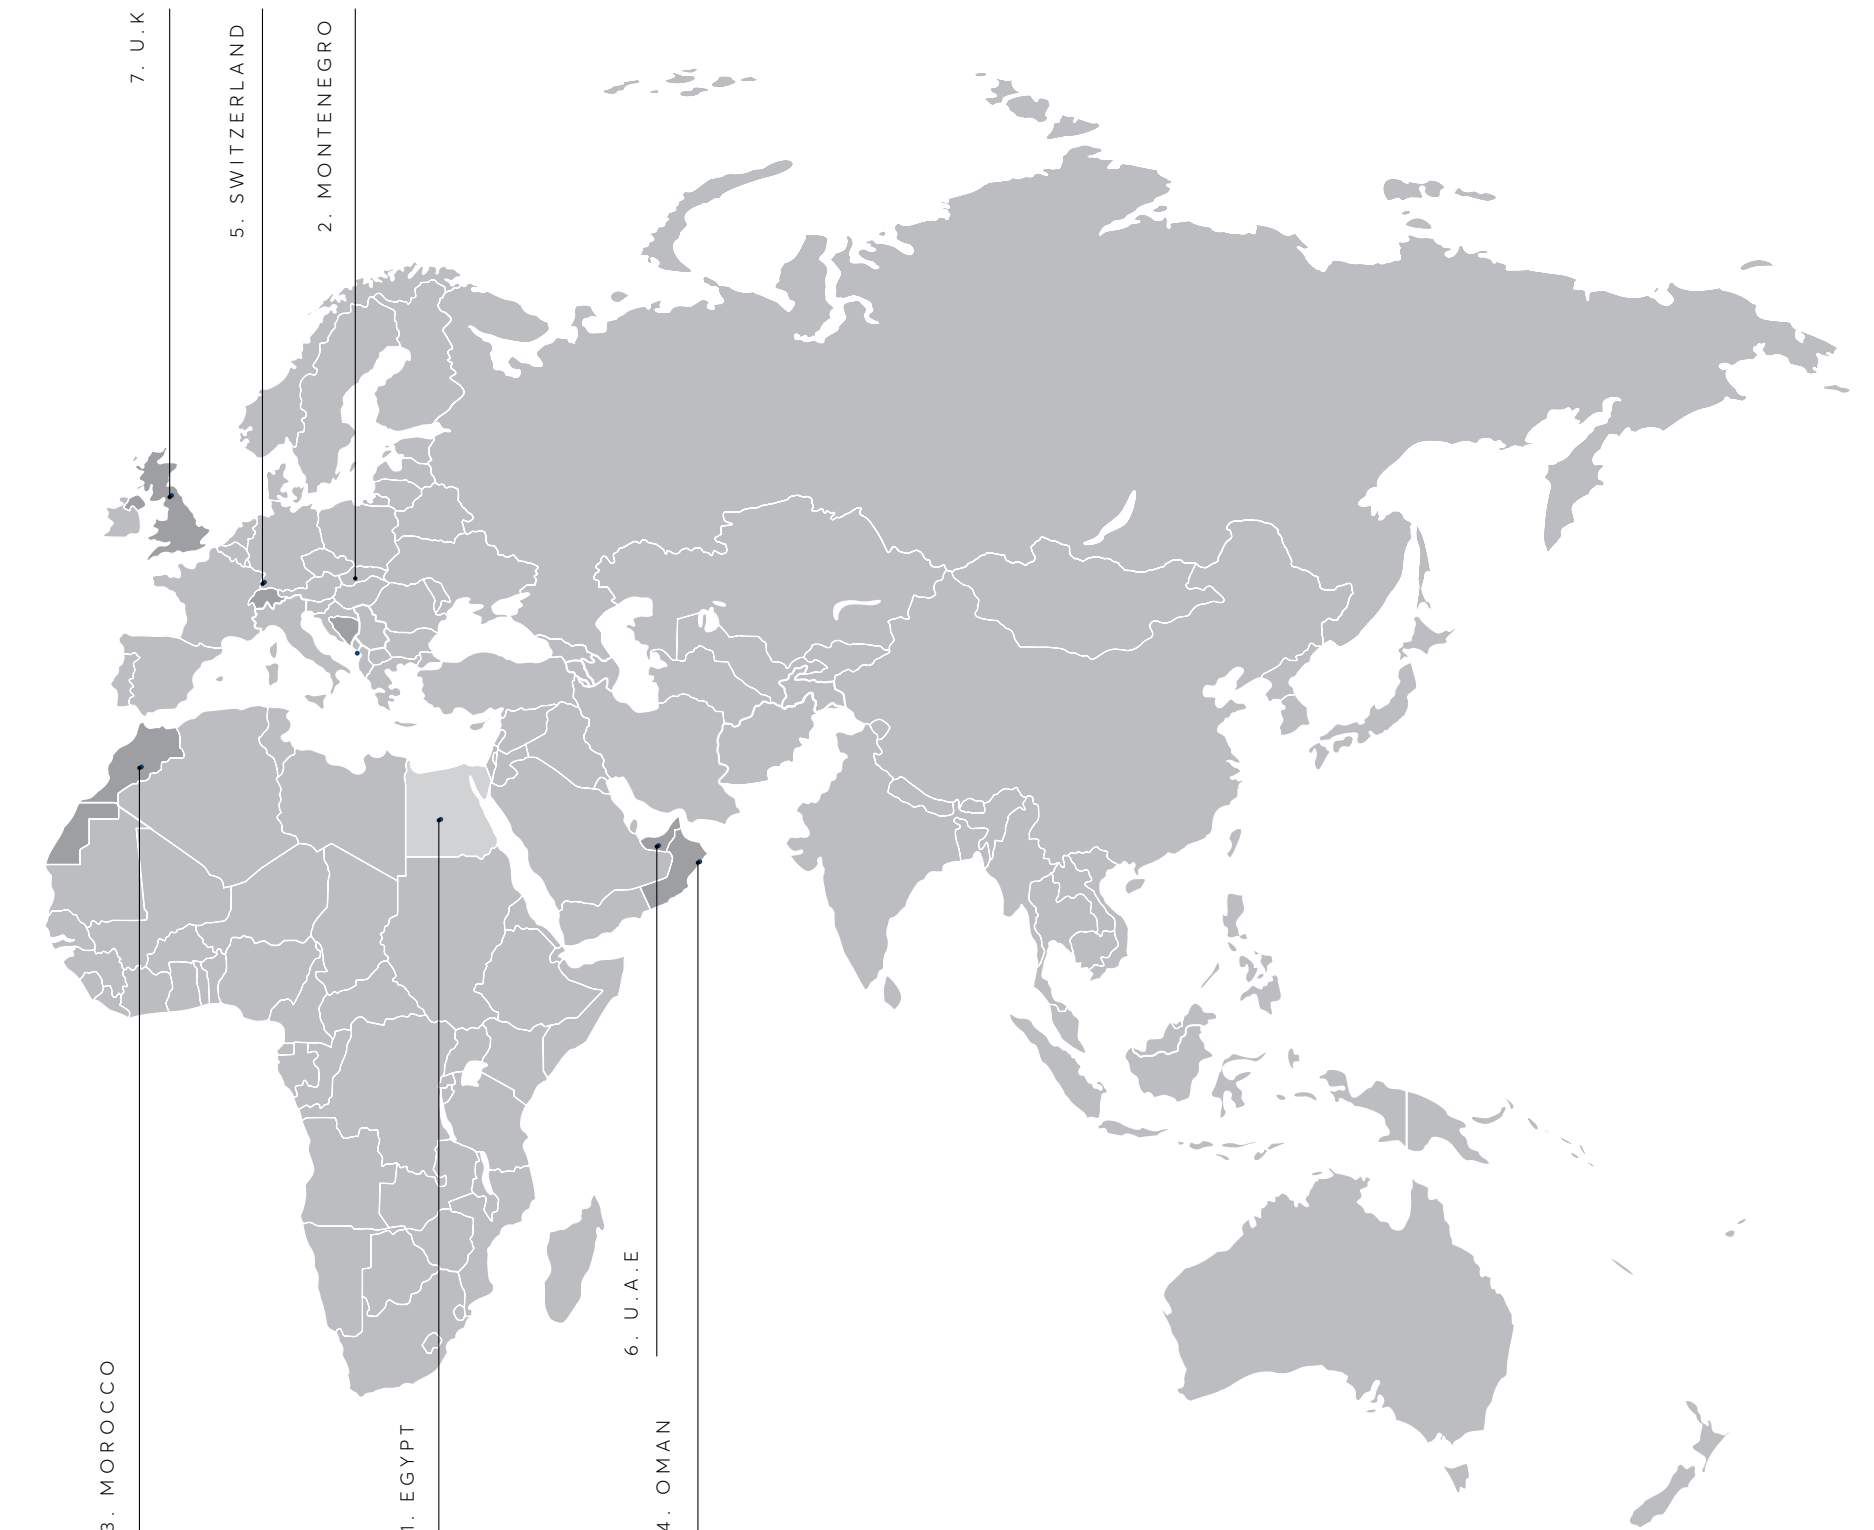 7. U.K
5. SWITZERLAND
2. MONTENEGRO
6. U.A.E
3. MOROCCO
1. EGYPT
4. OMAN